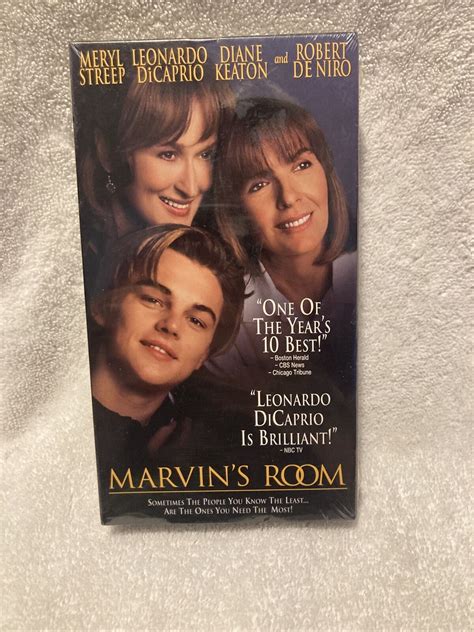 MERYL LEONARDO DIANE and ROBERT
STREEP DiCAPRIO KEATON DE NIRO
“ONE OF
THE YEAR'S
10 BEST!”
– Boston Herald
– CBS News
– Chicago Tribune
“LEONARDO
DICAPRIO
IS BRILLIANT!”
– NBC TV
MARVIN'S ROOM
SOMETIMES THE PEOPLE YOU KNOW THE LEAST...
ARE THE ONES YOU NEED THE MOST!